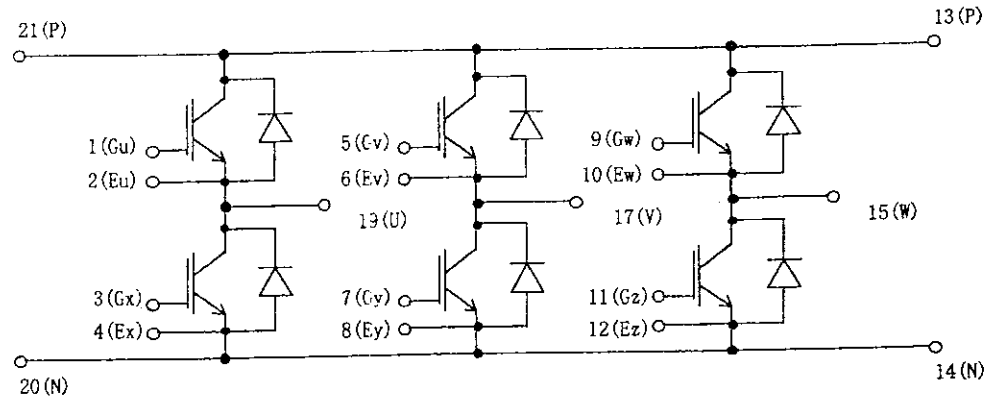 21(P)
13(P)
1(Gu)
2(Eu)
5(Gv)
6(Ev)
9(Gw)
10(Ew)
19(U)
17(V)
15(W)
3(Gx)
4(Ex)
7(Gy)
8(Ey)
11(Gz)
12(Ez)
20(N)
14(N)